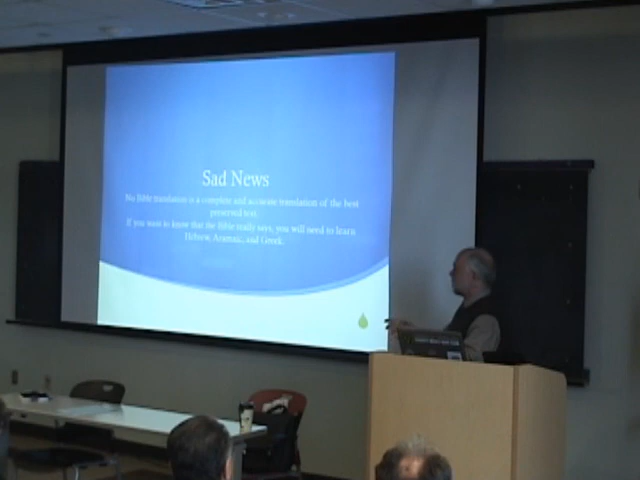 Sad News
No Bible translation is a complete and accurate translation of the best
preserved text.
If you want to know that the Bible really says, you will need to learn
Hebrew, Aramaic, and Greek.